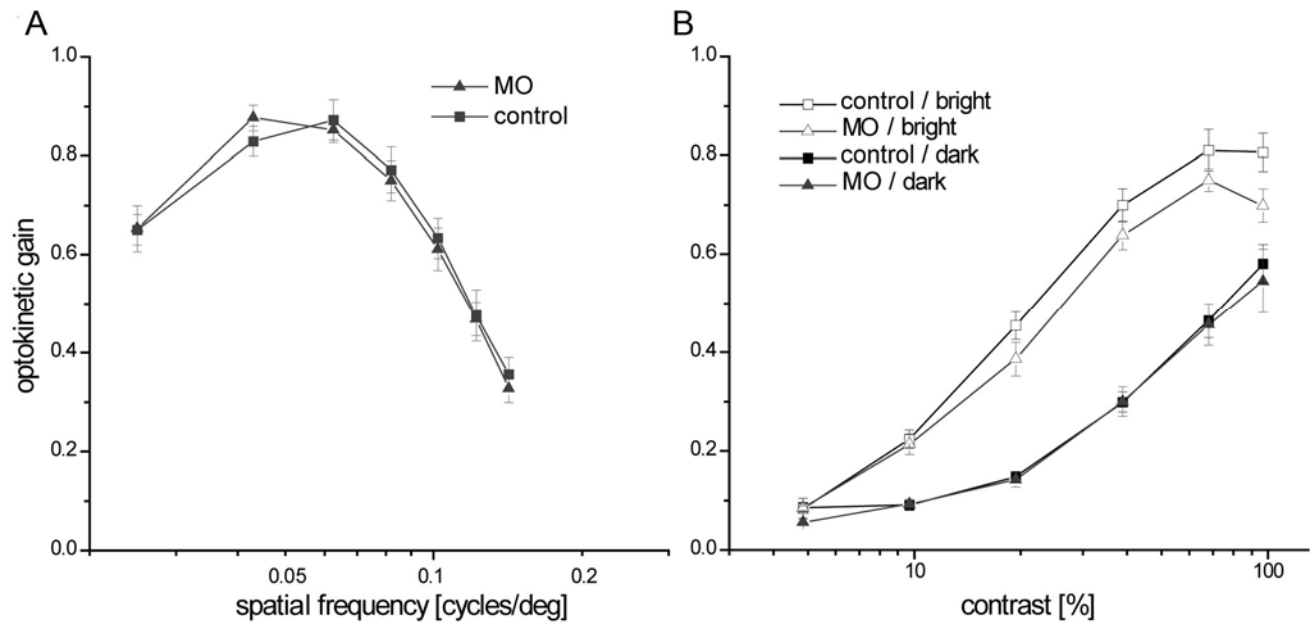 A
B
1.0
0.8
0.6
0.4
0.2
0.0
optokinetic gain
MO
control
0.05
0.1
0.2
spatial frequency [cycles/deg]
1.0
0.8
0.6
0.4
0.2
0.0
control / bright
MO / bright
control / dark
MO / dark
10
100
contrast [%]